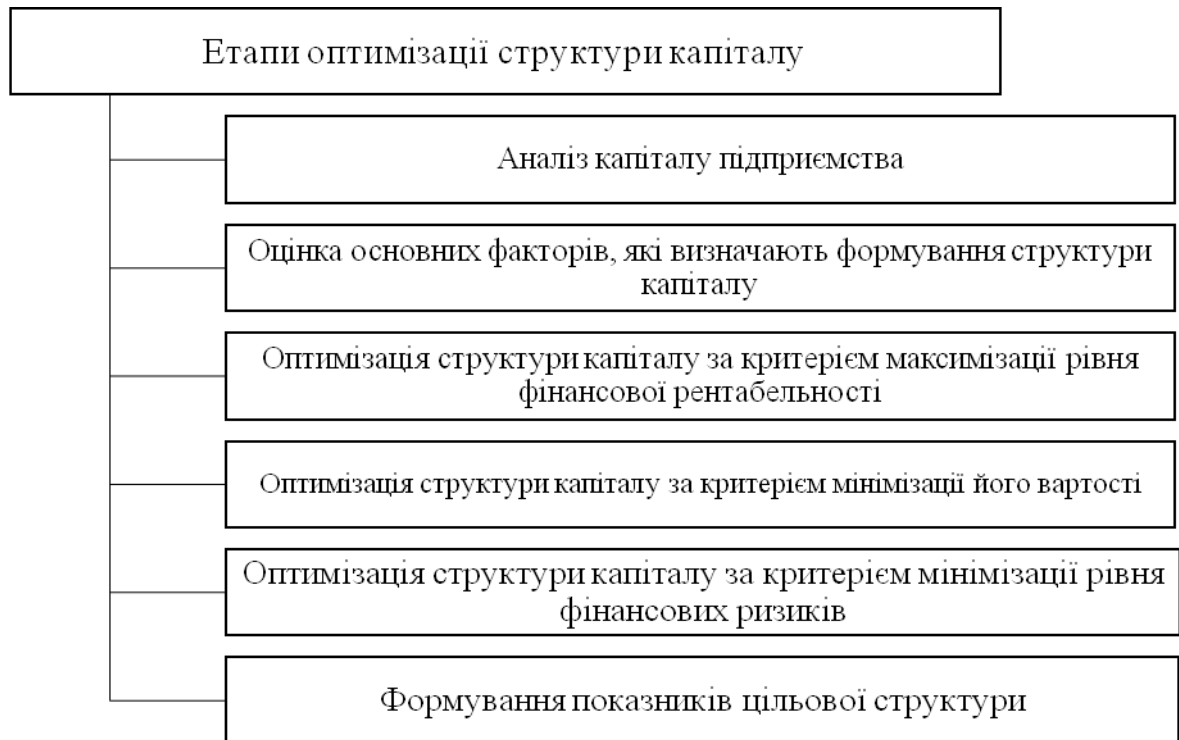 Етапи оптимізації структури капіталу
Аналіз капіталу підприємства
Оцінка основних факторів, які визначають формування структури
капіталу
Оптимізація структури капіталу за критерієм максимізації рівня
фінансової рентабельності
Оптимізація структури капіталу за критерієм мінімізації його вартості
Оптимізація структури капіталу за критерієм мінімізації рівня
фінансових ризиків
Формування показників цільової структури